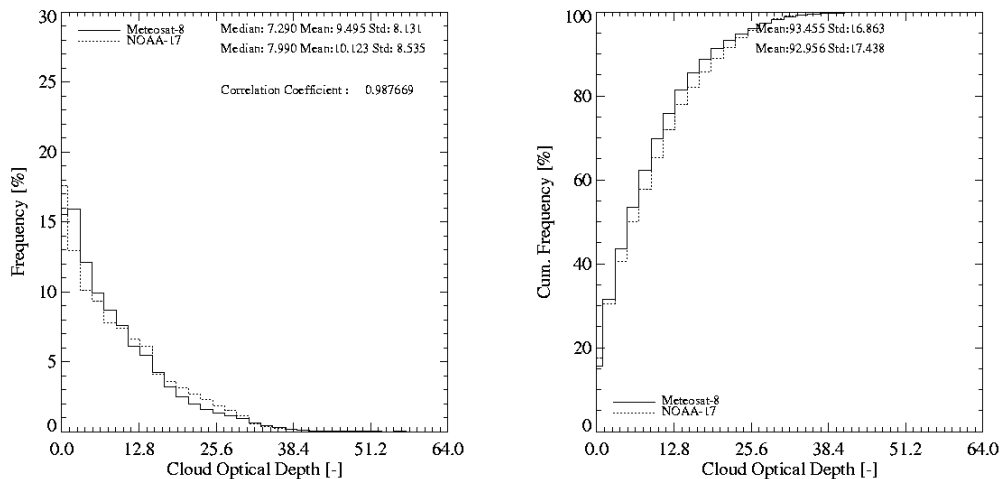 Meteosat-8
NOAA-17
Median: 7.290 Mean: 9.495 Std: 8.131
Median: 7.990 Mean:10.123 Std: 8.535
Correlation Coefficient : 0.987669
30
25
20
15
10
5
0
Frequency [%]
0.0 12.8 25.6 38.4 51.2 64.0
Cloud Optical Depth [-]
Mean:93.455 Std:16.863
Mean:92.956 Std:17.438
100
80
60
40
20
0
Cum. Frequency [%]
Meteosat-8
NOAA-17
0.0 12.8 25.6 38.4 51.2 64.0
Cloud Optical Depth [-]